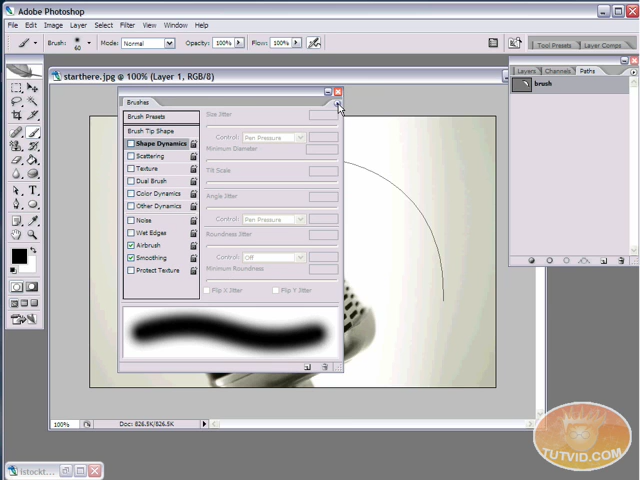 Adobe Photoshop
File Edit Image Layer Select Filter View Window Help
Brush: 60 Mode: Normal Opacity: 100% Flow: 100%
Tool Presets Layer Comps
starthere.jpg @ 100% (Layer 1, RGB/8)
Layers Channels Paths
brush
Brushes
Brush Presets
Brush Tip Shape
Shape Dynamics
Scattering
Texture
Dual Brush
Color Dynamics
Other Dynamics
Noise
Wet Edges
Airbrush
Smoothing
Protect Texture
Size Jitter
Control: Pen Pressure
Minimum Diameter
Tilt Scale
Angle Jitter
Control: Pen Pressure
Roundness Jitter
Control: Off
Minimum Roundness
Flip X Jitter Flip Y Jitter
100% Doc: 826.5K/826.5K
TUTVID.COM
istockt...